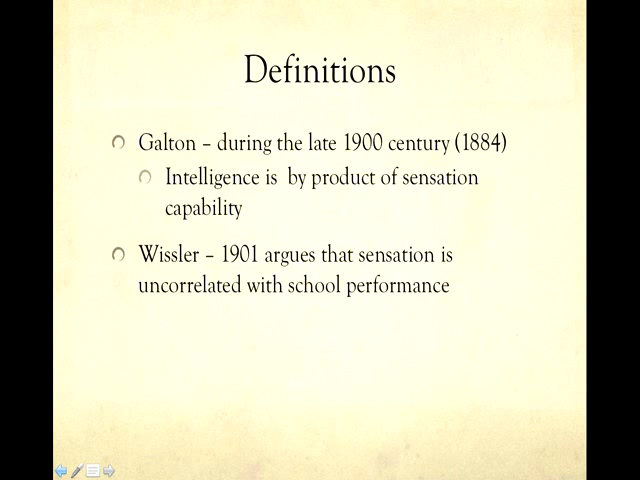 Definitions
Galton – during the late 1900 century (1884)
Intelligence is by product of sensation
capability
Wissler – 1901 argues that sensation is
uncorrelated with school performance